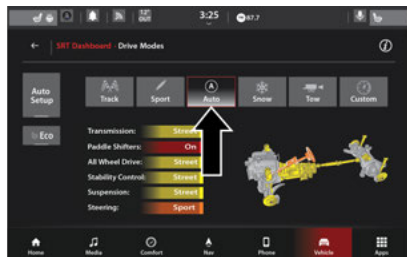 12° OUT 3:25 87.7
← SRT Dashboard - Drive Modes
Auto Setup
Track Sport Auto Snow Tow Custom
Eco
Transmission: Street
Paddle Shifters: On
All Wheel Drive: Street
Stability Control: Street
Suspension: Street
Steering: Sport
Home Media Comfort Nav Phone Vehicle Apps